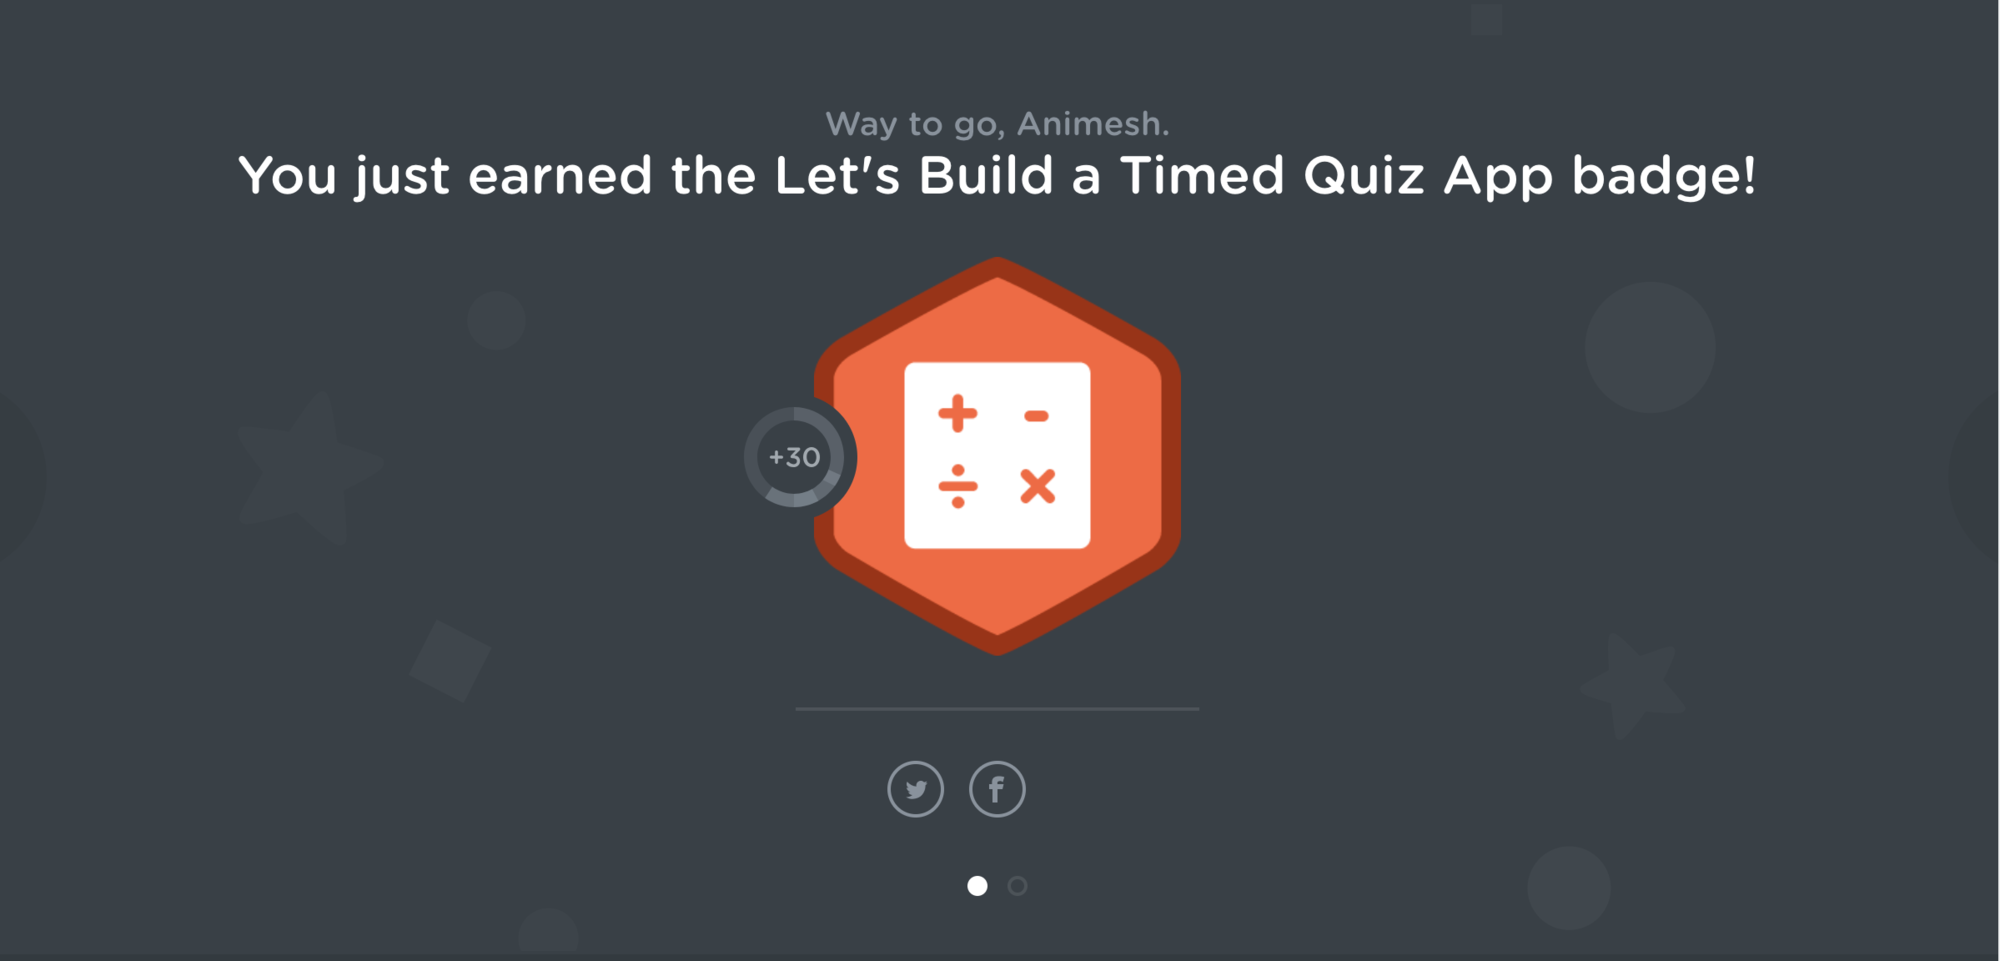 Way to go, Animesh.
You just earned the Let's Build a Timed Quiz App badge!
+30